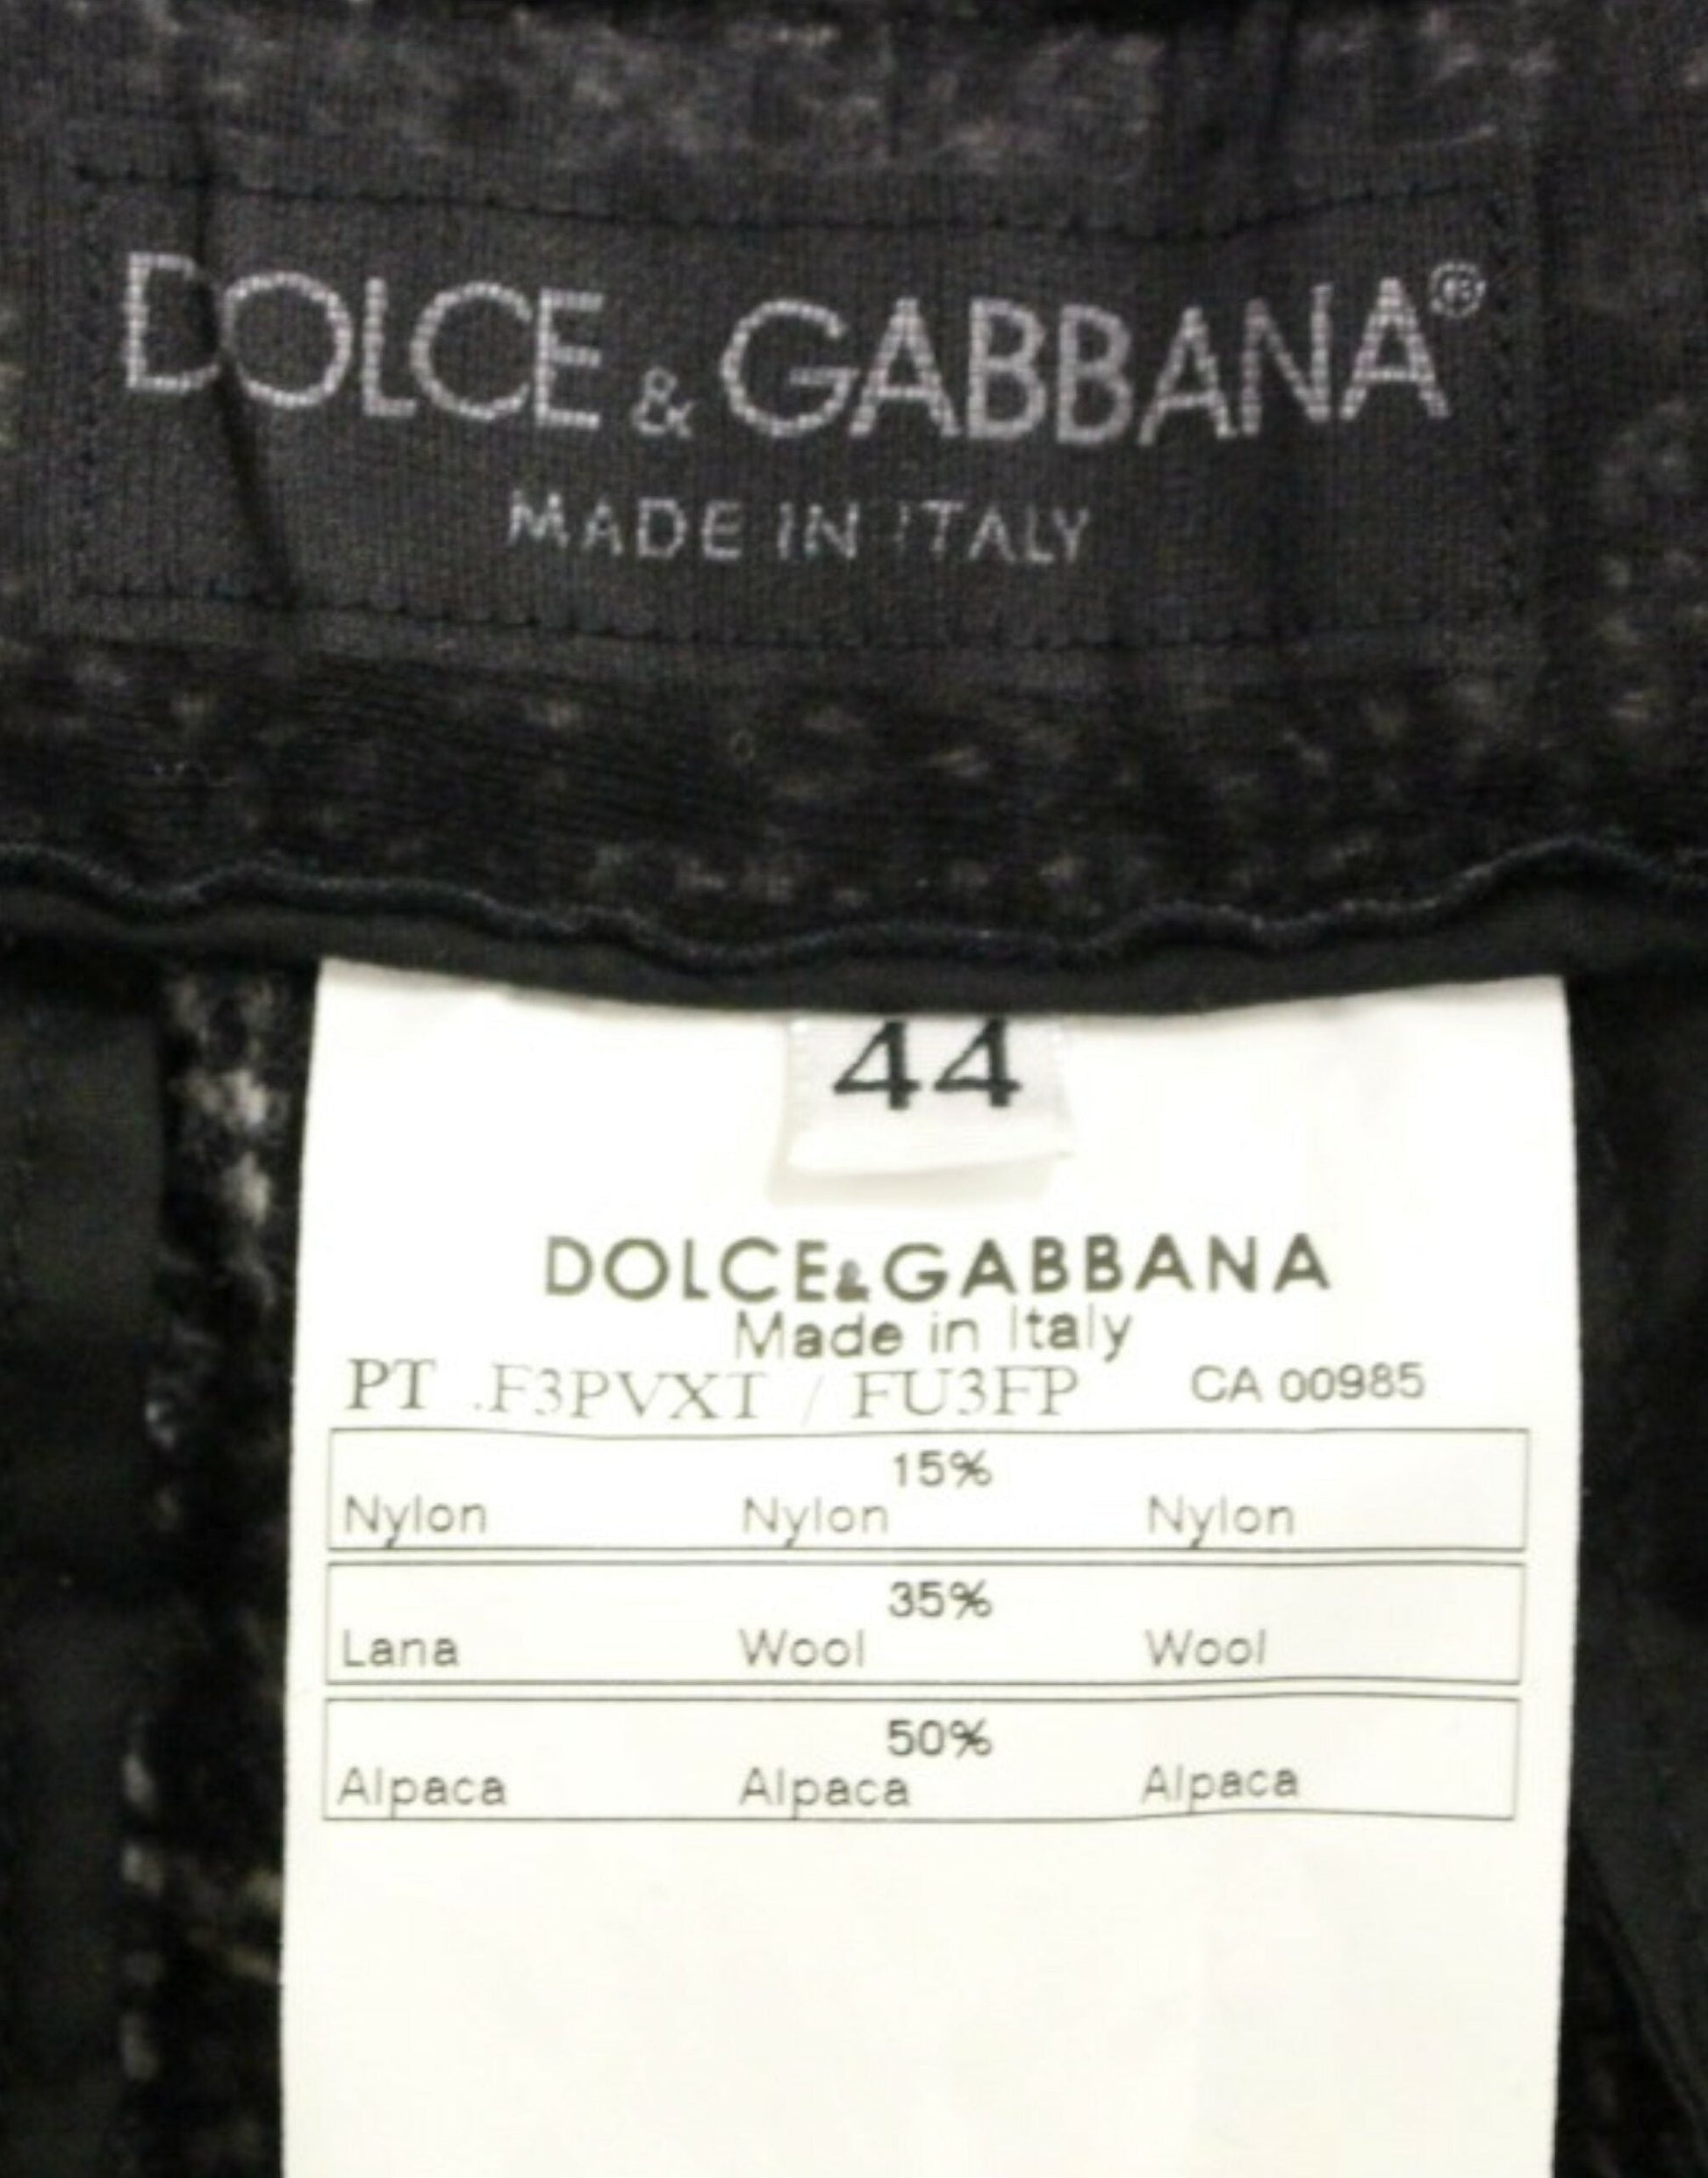 DOLCE & GABBANA®
MADE IN ITALY
44
DOLCE&GABBANA
Made in Italy
PT .F3PVXT / FU3FP CA 00985
15%
Nylon Nylon Nylon
35%
Lana Wool Wool
50%
Alpaca Alpaca Alpaca